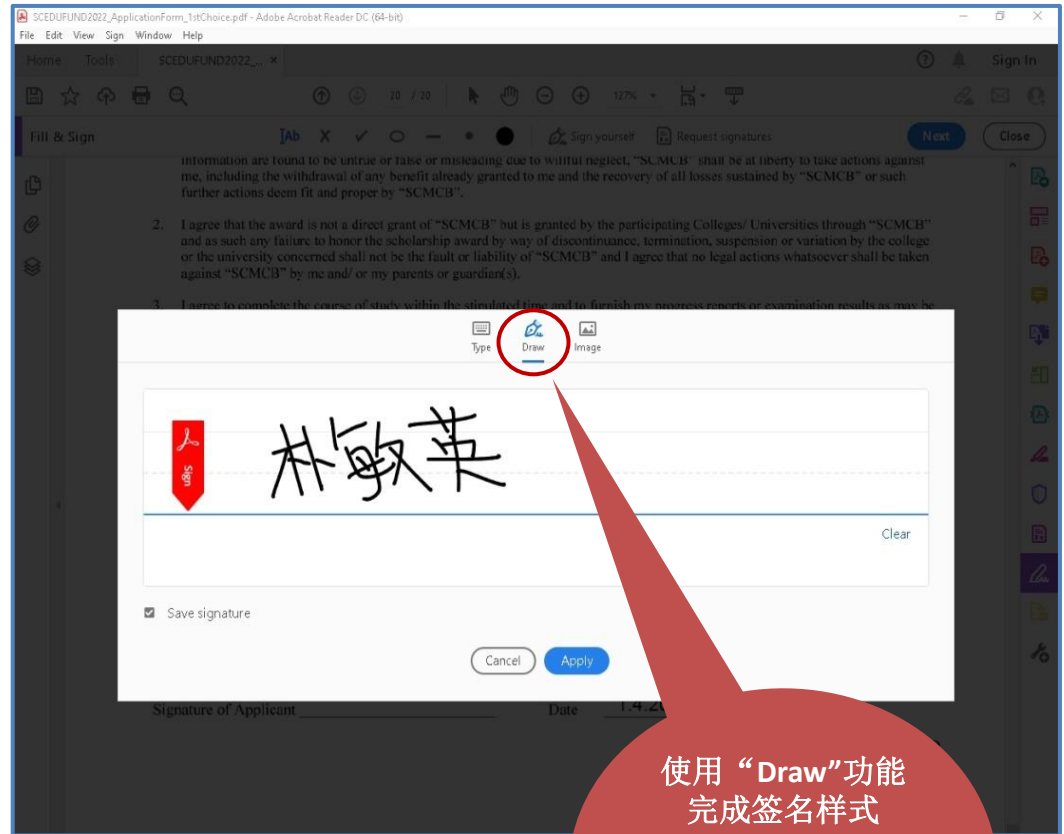 SCEDUFUND2022_ApplicationForm_1stChoice.pdf - Adobe Acrobat Reader DC (64-bit)
File Edit View Sign Window Help
Home Tools SCEDUFUND2022_... × Sign In
20 / 20 127%
Fill & Sign Ab Sign yourself Request signatures Next Close
information are found to be untrue or false or misleading due to willful neglect, "SCMCB" shall be at liberty to take actions against
me, including the withdrawal of any benefit already granted to me and the recovery of all losses sustained by "SCMCB" or such
further actions deem fit and proper by "SCMCB".
2. I agree that the award is not a direct grant of "SCMCB" but is granted by the participating Colleges/ Universities through "SCMCB"
and as such any failure to honor the scholarship award by way of discontinuance, termination, suspension or variation by the college
or the university concerned shall not be the fault or liability of "SCMCB" and I agree that no legal actions whatsoever shall be taken
against "SCMCB" by me and/ or my parents or guardian(s).
3. I agree to complete the course of study within the stipulated time and to furnish my progress reports or examination results as may be
Type Draw Image
Sign
朴敏英
Clear
Save signature
Cancel Apply
Signature of Applicant Date 1.4.20
使用“Draw”功能
完成签名样式